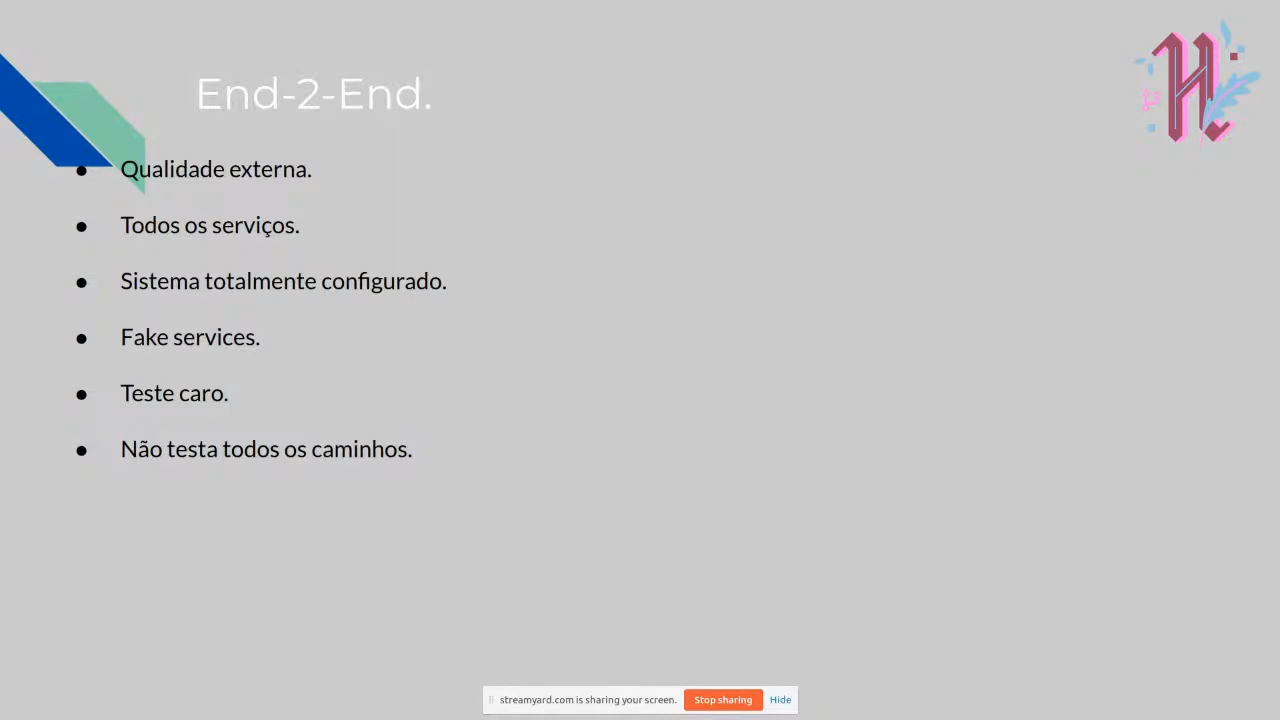 End-2-End.
● Qualidade externa.
● Todos os serviços.
● Sistema totalmente configurado.
● Fake services.
● Teste caro.
● Não testa todos os caminhos.
H
streamyard.com is sharing your screen. Stop sharing Hide